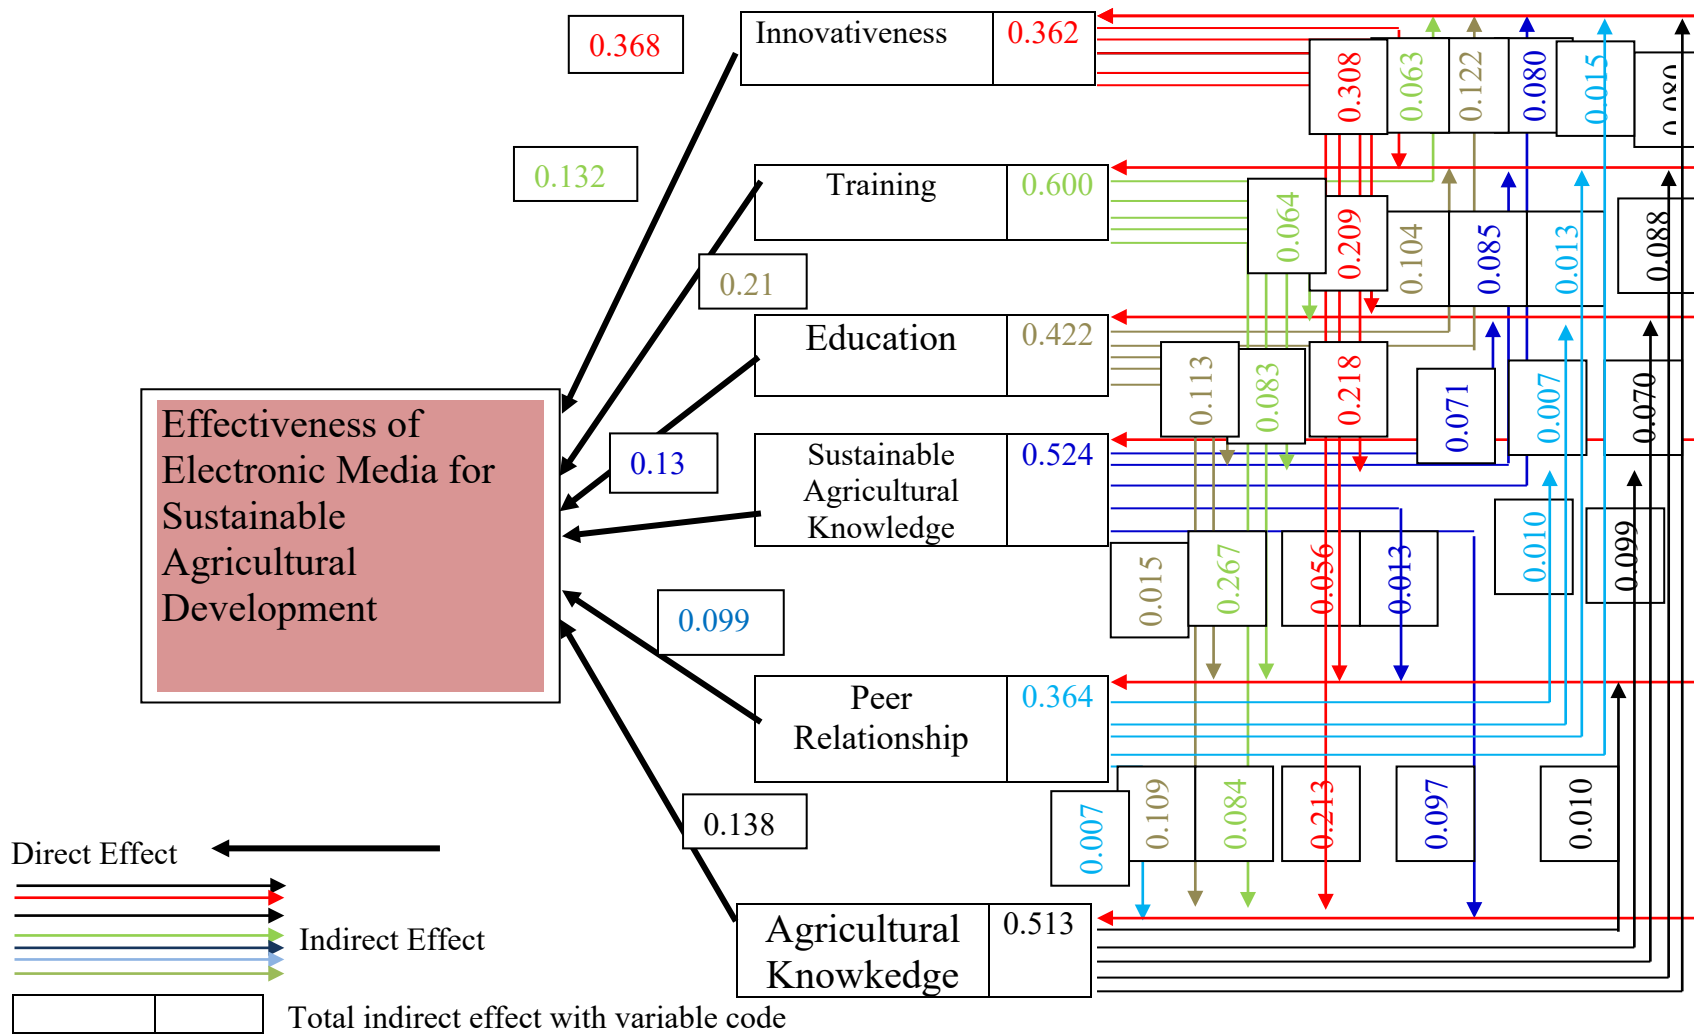 0.368
Innovativeness 0.362
0.308
0.063
0.122
0.080
0.015
0.080
0.132
Training 0.600
0.064
0.209
0.104
0.085
0.013
0.088
0.21
Education 0.422
0.113
0.083
0.218
0.071
0.007
0.070
Effectiveness of
Electronic Media for
Sustainable
Agricultural
Development
0.13
Sustainable 0.524
Agricultural
Knowledge
0.015
0.267
0.056
0.013
0.010
0.099
0.099
Peer 0.364
Relationship
0.007
0.109
0.084
0.213
0.097
0.010
0.138
Agricultural 0.513
Knowkedge
Direct Effect
Indirect Effect
Total indirect effect with variable code